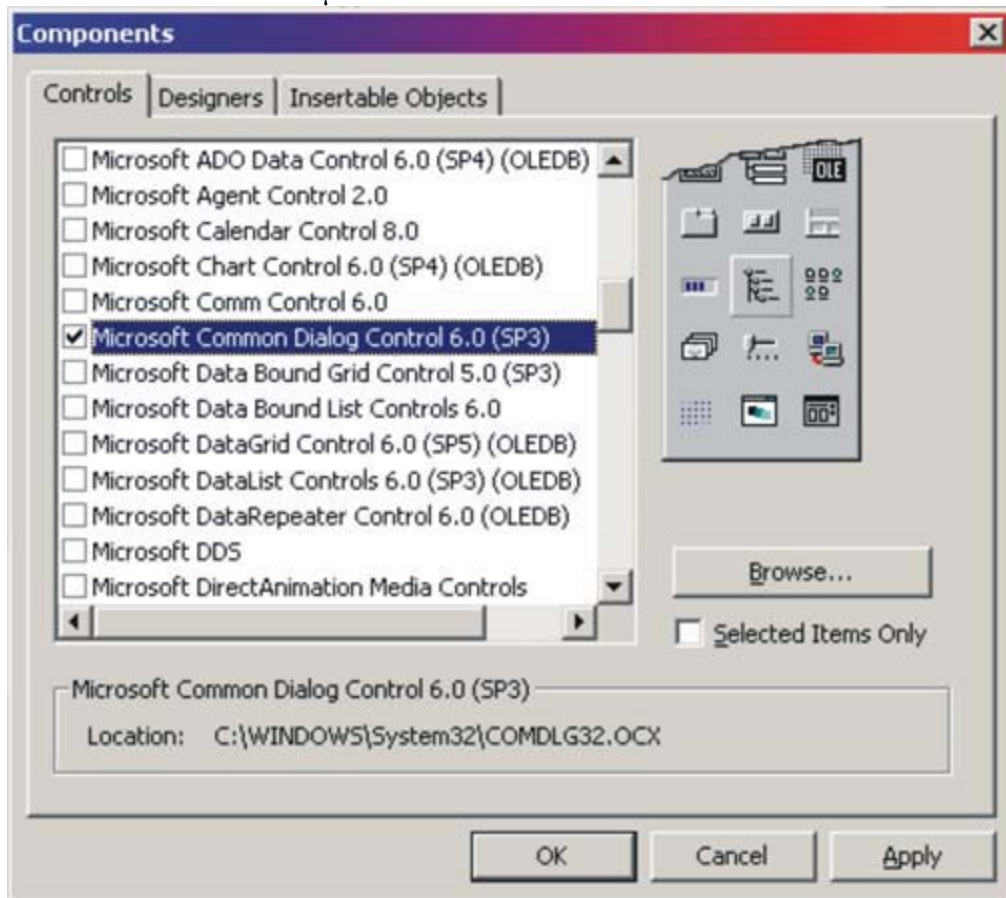 Components
Controls
Designers
Insertable Objects
Microsoft ADO Data Control 6.0 (SP4) (OLEDB)
Microsoft Agent Control 2.0
Microsoft Calendar Control 8.0
Microsoft Chart Control 6.0 (SP4) (OLEDB)
Microsoft Comm Control 6.0
Microsoft Common Dialog Control 6.0 (SP3)
Microsoft Data Bound Grid Control 5.0 (SP3)
Microsoft Data Bound List Controls 6.0
Microsoft DataGrid Control 6.0 (SP5) (OLEDB)
Microsoft DataList Controls 6.0 (SP3) (OLEDB)
Microsoft DataRepeater Control 6.0 (OLEDB)
Microsoft DDS
Microsoft DirectAnimation Media Controls
OLE
Browse...
Selected Items Only
Microsoft Common Dialog Control 6.0 (SP3)
Location: C:\WINDOWS\System32\COMDLG32.OCX
OK
Cancel
Apply